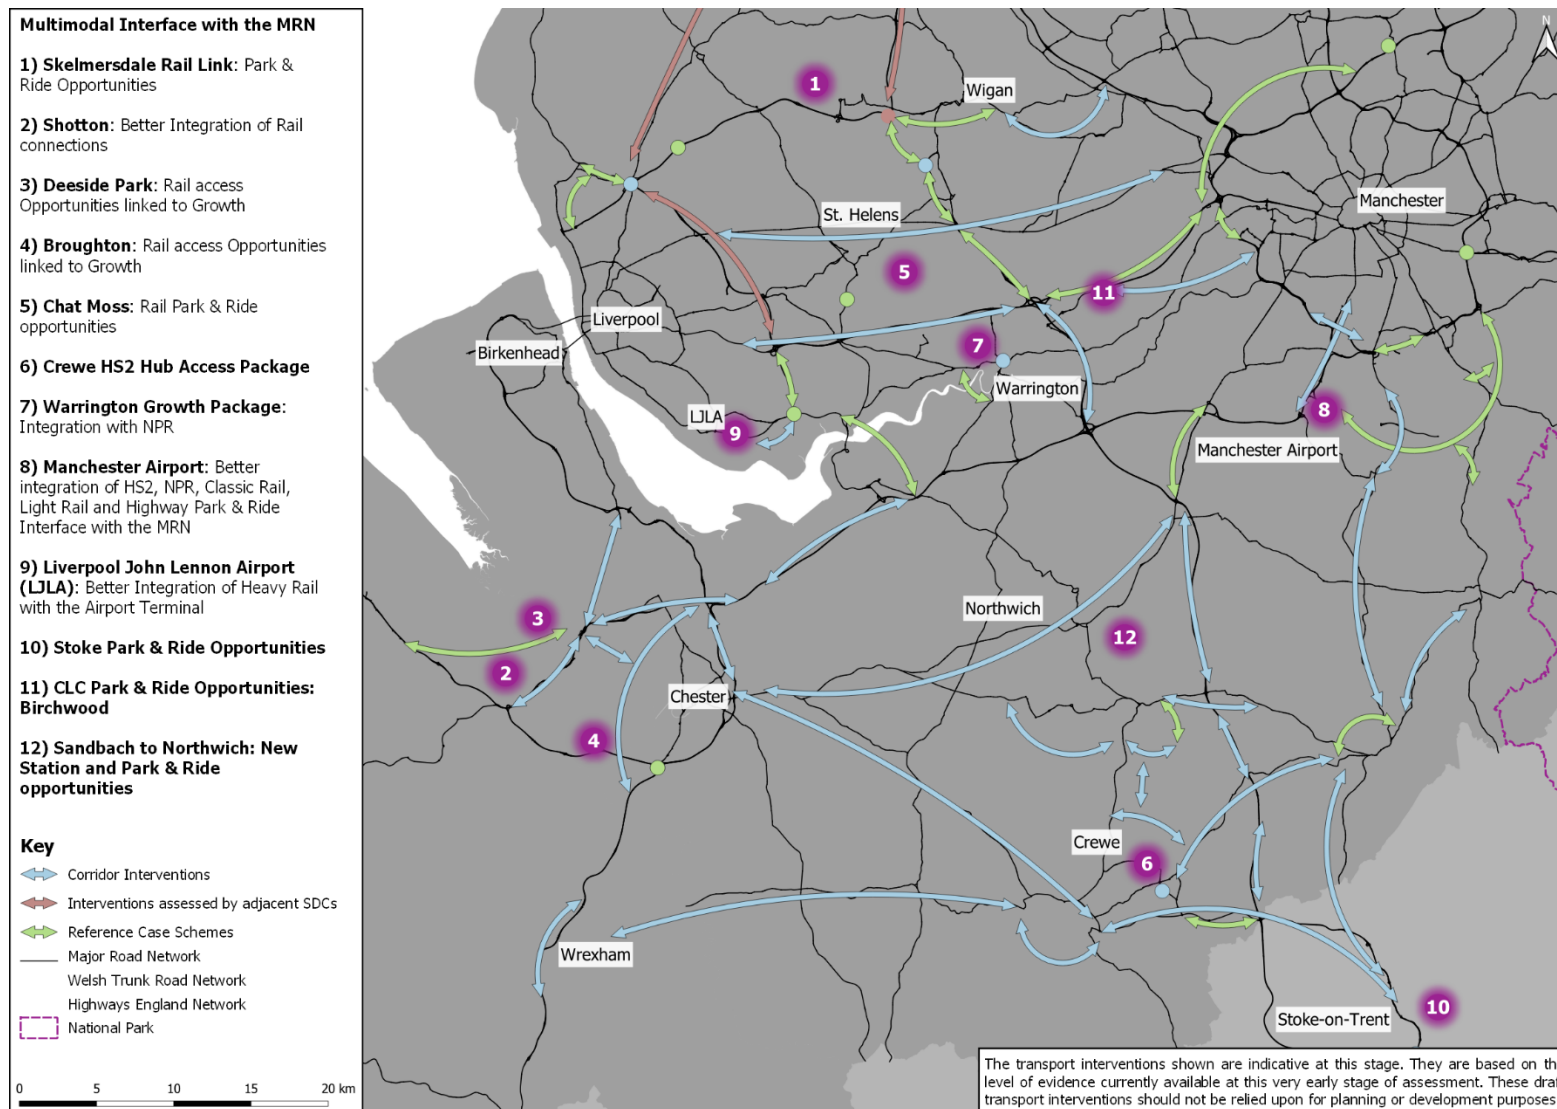 Multimodal Interface with the MRN
1) Skelmersdale Rail Link: Park &
Ride Opportunities
2) Shotton: Better Integration of Rail
connections
3) Deeside Park: Rail access
Opportunities linked to Growth
4) Broughton: Rail access Opportunities
linked to Growth
5) Chat Moss: Rail Park & Ride
opportunities
6) Crewe HS2 Hub Access Package
7) Warrington Growth Package:
Integration with NPR
8) Manchester Airport: Better
integration of HS2, NPR, Classic Rail,
Light Rail and Highway Park & Ride
Interface with the MRN
9) Liverpool John Lennon Airport
(LJLA): Better Integration of Heavy Rail
with the Airport Terminal
10) Stoke Park & Ride Opportunities
11) CLC Park & Ride Opportunities:
Birchwood
12) Sandbach to Northwich: New
Station and Park & Ride
opportunities
Key
Corridor Interventions
Interventions assessed by adjacent SDCs
Reference Case Schemes
Major Road Network
Welsh Trunk Road Network
Highways England Network
National Park
0 5 10 15 20 km
N
1
Wigan
Manchester
St. Helens
5
11
Liverpool
7
Birkenhead
Warrington
LJLA
9
8
Manchester Airport
Northwich
3
12
2
Chester
4
Crewe
6
Wrexham
10
Stoke-on-Trent
The transport interventions shown are indicative at this stage. They are based on th
level of evidence currently available at this very early stage of assessment. These draf
transport interventions should not be relied upon for planning or development purposes